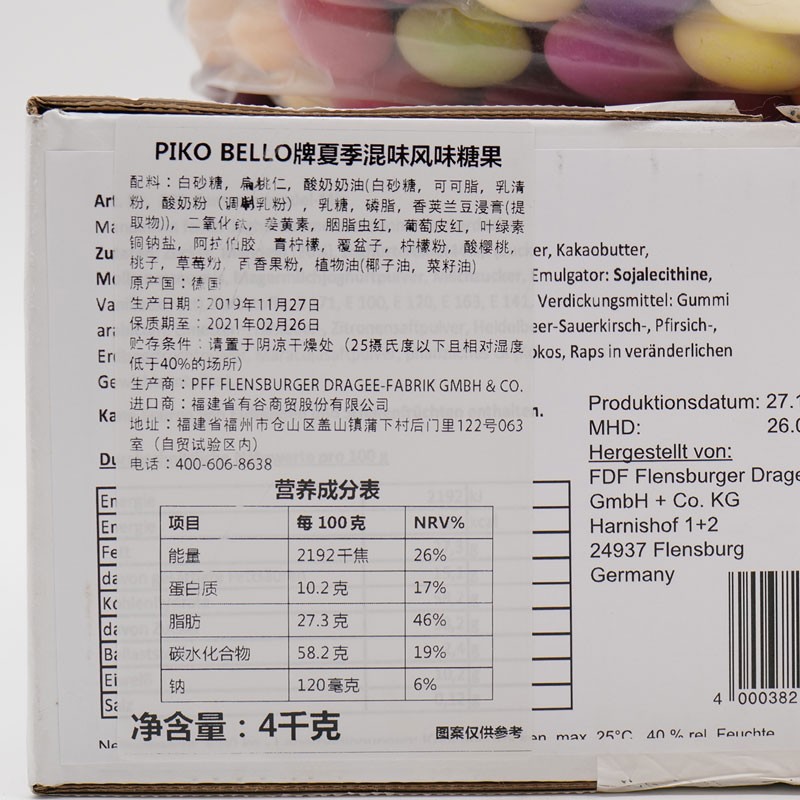 PIKO BELLO牌夏季混味风味糖果
配料：白砂糖，扁桃仁，酸奶奶油(白砂糖，可可脂，乳清
粉，酸奶粉（调制乳粉），乳糖，磷脂，香荚兰豆浸膏(提
取物))，二氧化钛，姜黄素，胭脂虫红，葡萄皮红，叶绿素
铜钠盐，阿拉伯胶，青柠檬，覆盆子，柠檬粉，酸樱桃，
桃子，草莓粉，百香果粉，植物油(椰子油，菜籽油)
原产国：德国
生产日期：2019年11月27日
保质期至：2021年02月26日
贮存条件：请置于阴凉干燥处（25摄氏度以下且相对湿度
低于40%的场所）
生产商：PFF FLENSBURGER DRAGEE-FABRIK GMBH & CO.
进口商：福建省有谷商贸股份有限公司
地址：福建省福州市仓山区盖山镇蒲下村后门里122号063
室（自贸试验区内）
电话：400-606-8638
营养成分表
项目 每100克 NRV%
能量 2192千焦 26%
蛋白质 10.2克 17%
脂肪 27.3克 46%
碳水化合物 58.2克 19%
钠 120毫克 6%
净含量：4千克 图案仅供参考
er, Kakaobutter,
Emulgator: Sojalecithine,
Verdickungsmittel: Gummi
eer-Sauerkirsch-, Pfirsich-,
okos, Raps in veränderlichen
Produktionsdatum: 27.1
MHD: 26.0
Hergestellt von:
FDF Flensburger Drage
GmbH + Co. KG
Harnishof 1+2
24937 Flensburg
Germany
4 000382
en. max. 25°C, 40 % rel. Feuchte